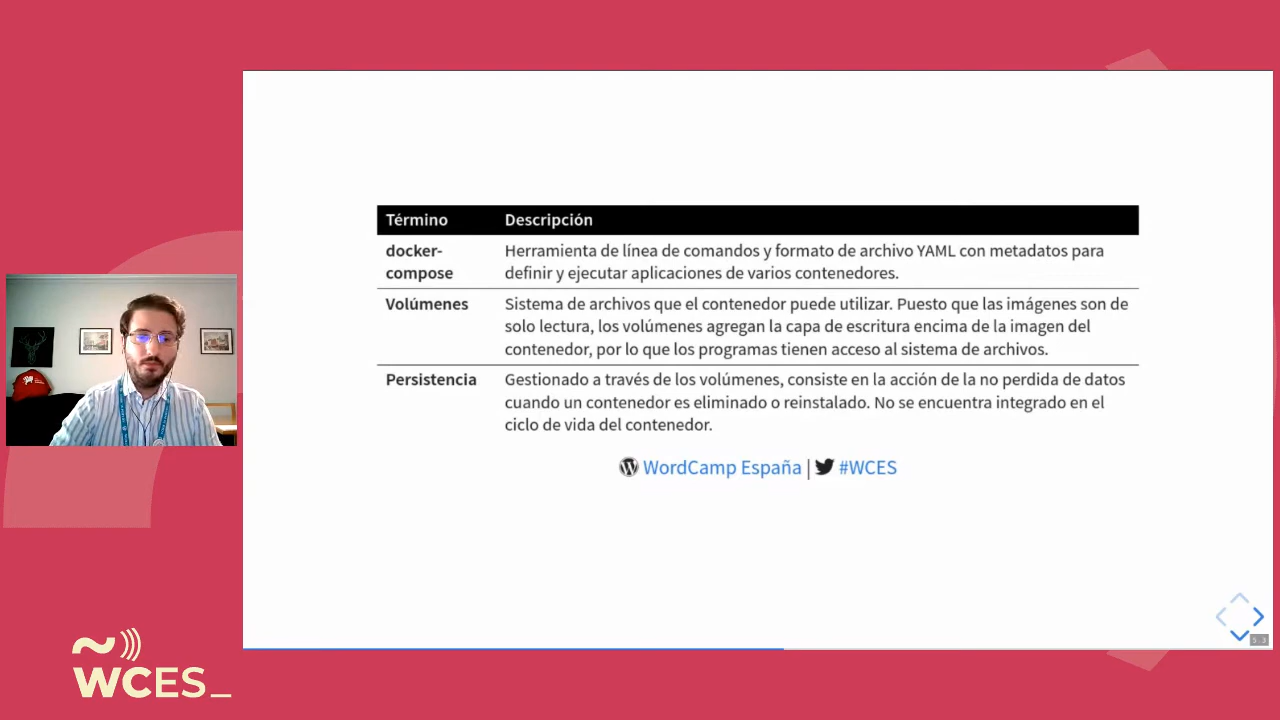 Término Descripción
docker-compose Herramienta de línea de comandos y formato de archivo YAML con metadatos para
definir y ejecutar aplicaciones de varios contenedores.
Volúmenes Sistema de archivos que el contenedor puede utilizar. Puesto que las imágenes son de
solo lectura, los volúmenes agregan la capa de escritura encima de la imagen del
contenedor, por lo que los programas tienen acceso al sistema de archivos.
Persistencia Gestionado a través de los volúmenes, consiste en la acción de la no perdida de datos
cuando un contenedor es eliminado o reinstalado. No se encuentra integrado en el
ciclo de vida del contenedor.
WordCamp España | #WCES
5.3
WCES_